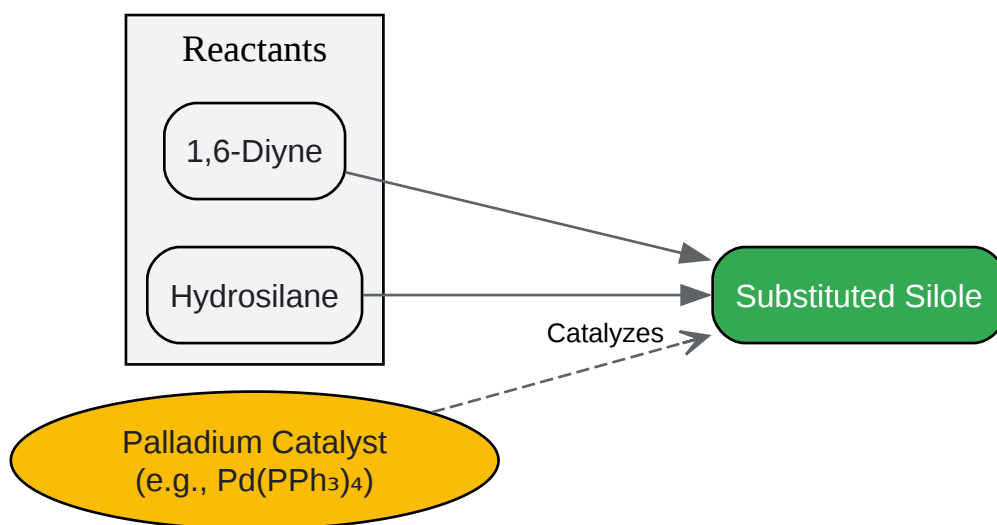 Reactants
1,6-Diyne
Hydrosilane
Substituted Silole
Catalyzes
Palladium Catalyst
(e.g., Pd(PPh₃)₄)